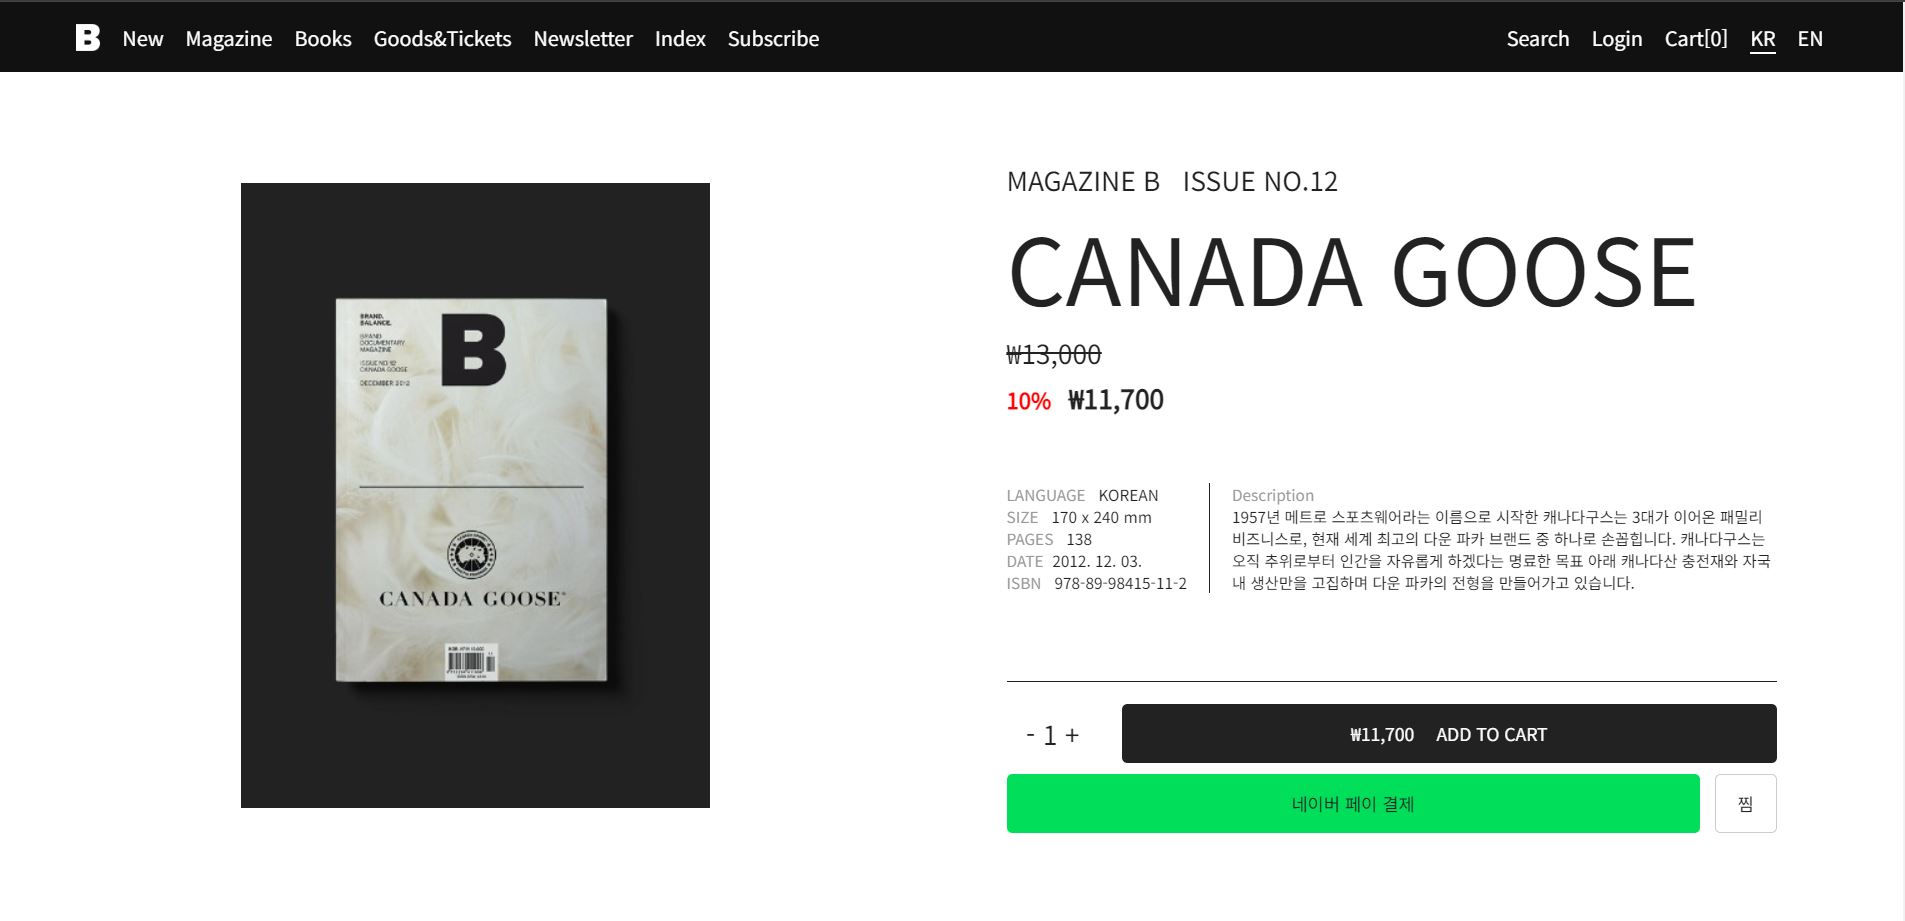 B New Magazine Books Goods&Tickets Newsletter Index Subscribe Search Login Cart[0] KR EN
BRAND.
BALANCE.
BRAND
DOCUMENTARY
MAGAZINE
ISSUE NO.12
CANADA GOOSE
DECEMBER 2012
B
CANADA GOOSE
MAGAZINE B ISSUE NO.12
CANADA GOOSE
₩13,000
10% ₩11,700
LANGUAGE KOREAN
SIZE 170 x 240 mm
PAGES 138
DATE 2012. 12. 03.
ISBN 978-89-98415-11-2
Description
1957년 메트로 스포츠웨어라는 이름으로 시작한 캐나다구스는 3대가 이어온 패밀리
비즈니스로, 현재 세계 최고의 다운 파카 브랜드 중 하나로 손꼽힙니다. 캐나다구스는
오직 추위로부터 인간을 자유롭게 하겠다는 명료한 목표 아래 캐나다산 충전재와 자국
내 생산만을 고집하며 다운 파카의 전형을 만들어가고 있습니다.
- 1 +
₩11,700 ADD TO CART
네이버 페이 결제
찜